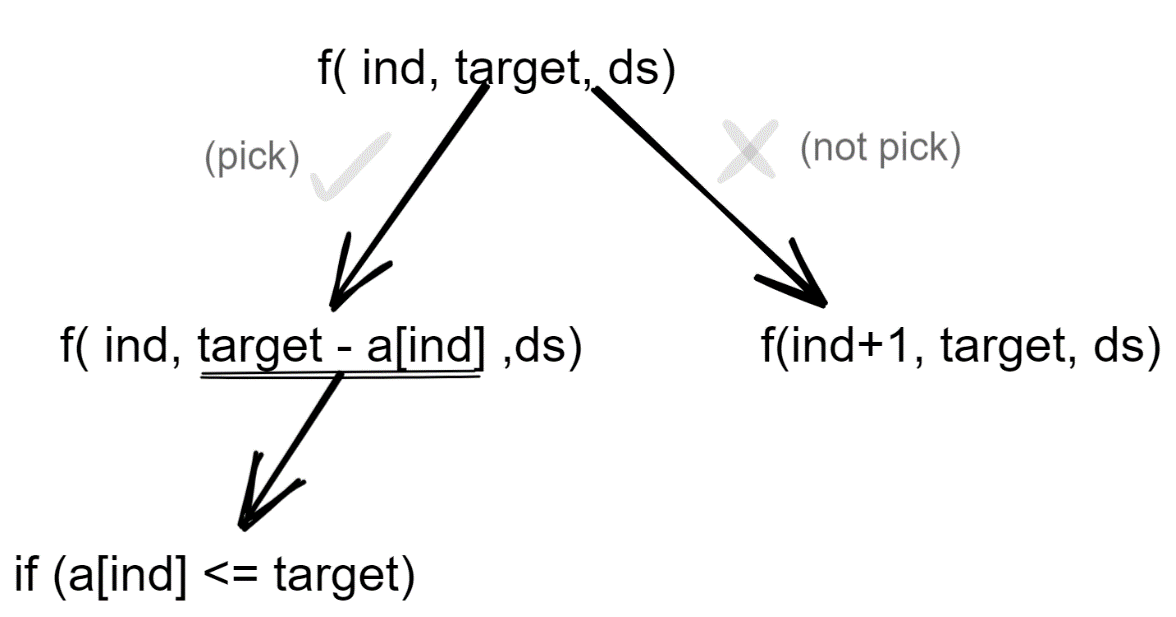 f( ind, target, ds)
(pick)
(not pick)
f( ind, target - a[ind] ,ds)
f(ind+1, target, ds)
if (a[ind] <= target)